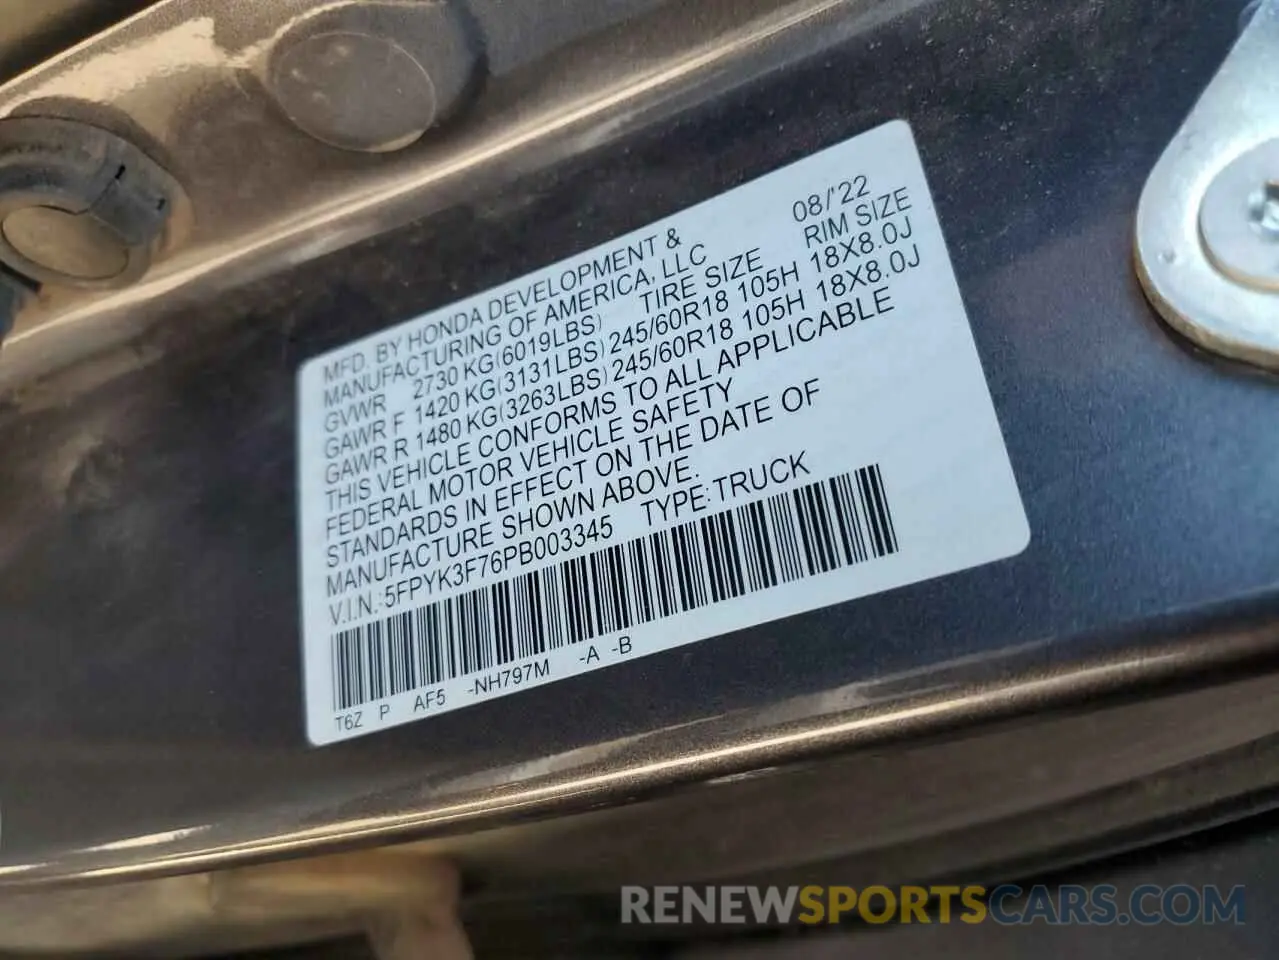 MFD. BY HONDA DEVELOPMENT &
MANUFACTURING OF AMERICA, LLC 08/'22
GVWR 2730 KG(6019LBS) TIRE SIZE RIM SIZE
GAWR F 1420 KG(3131LBS) 245/60R18 105H 18X8.0J
GAWR R 1480 KG(3263LBS) 245/60R18 105H 18X8.0J
THIS VEHICLE CONFORMS TO ALL APPLICABLE
FEDERAL MOTOR VEHICLE SAFETY
STANDARDS IN EFFECT ON THE DATE OF
MANUFACTURE SHOWN ABOVE.
V.I.N.:5FPYK3F76PB003345 TYPE:TRUCK
T6Z P AF5 -NH797M -A -B
RENEWSPORTSCARS.COM